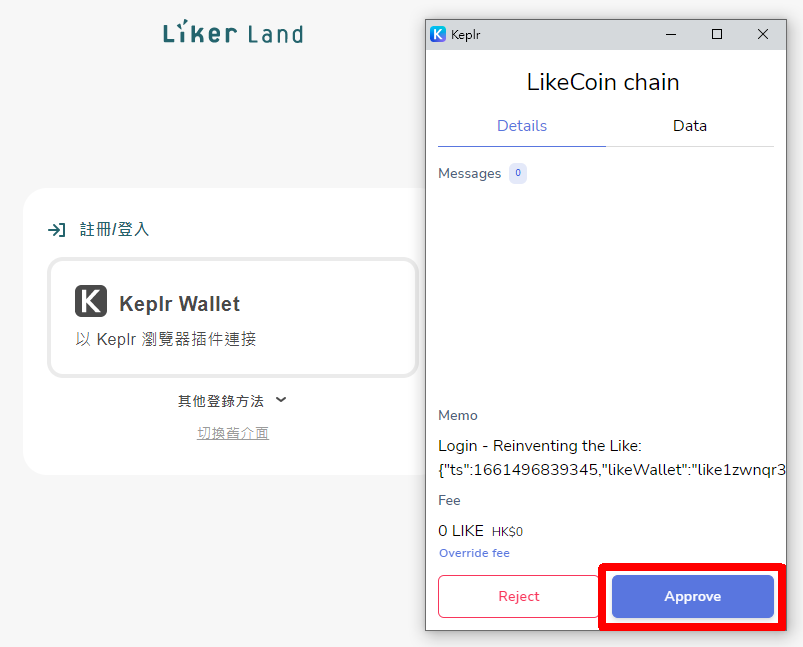 Liker Land
註冊/登入
K Keplr Wallet
以 Keplr 瀏覽器插件連接
其他登錄方法
切換舊介面
K Keplr
LikeCoin chain
Details Data
Messages 0
Memo
Login - Reinventing the Like:
{"ts":1661496839345,"likeWallet":"like1zwnqr3
Fee
0 LIKE HK$0
Override fee
Reject Approve